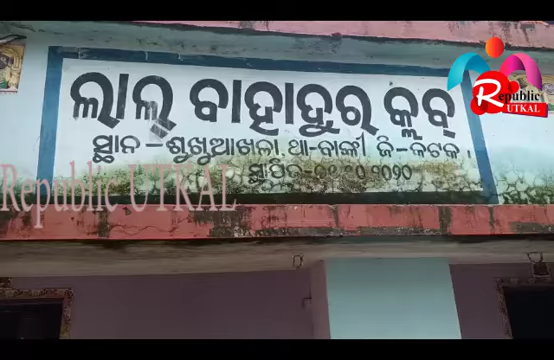 ଲାଲ୍ ବାହାଦୁର କ୍ଲବ୍
ସ୍ଥାନ - ଶୁଖୁଆଖଳା, ଥା-ବାଙ୍କୀ ଜି-କଟକ
ସ୍ଥାପିତ
Republic
UTKAL
Republic UTKAL